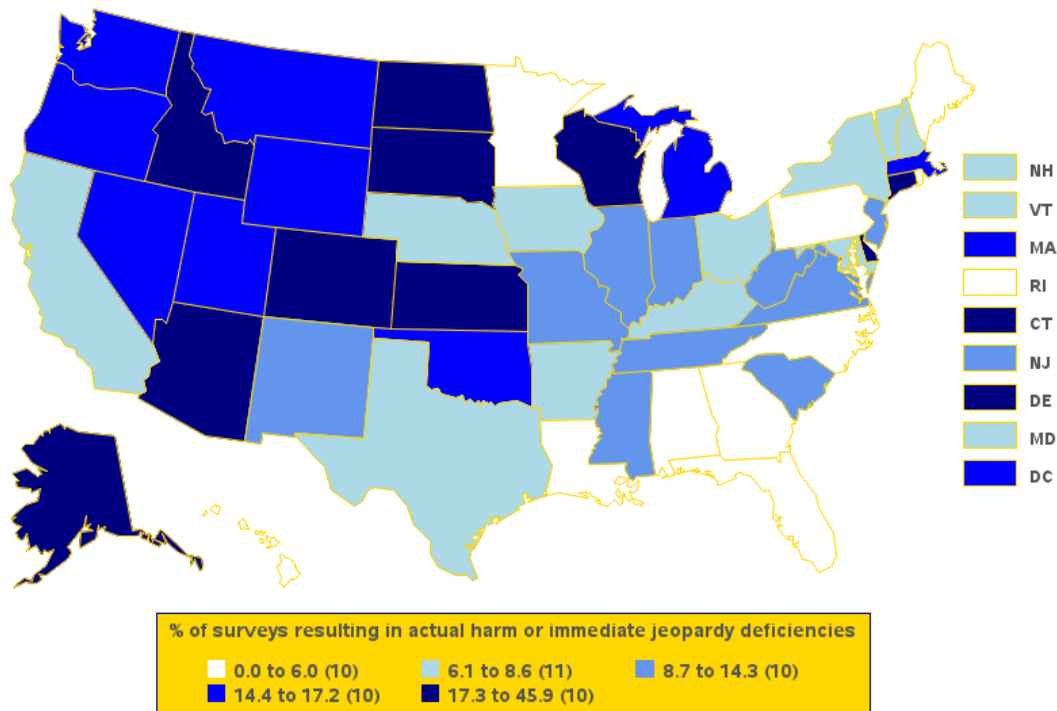 NH
VT
MA
RI
CT
NJ
DE
MD
DC
% of surveys resulting in actual harm or immediate jeopardy deficiencies
0.0 to 6.0 (10) 6.1 to 8.6 (11) 8.7 to 14.3 (10)
14.4 to 17.2 (10) 17.3 to 45.9 (10)